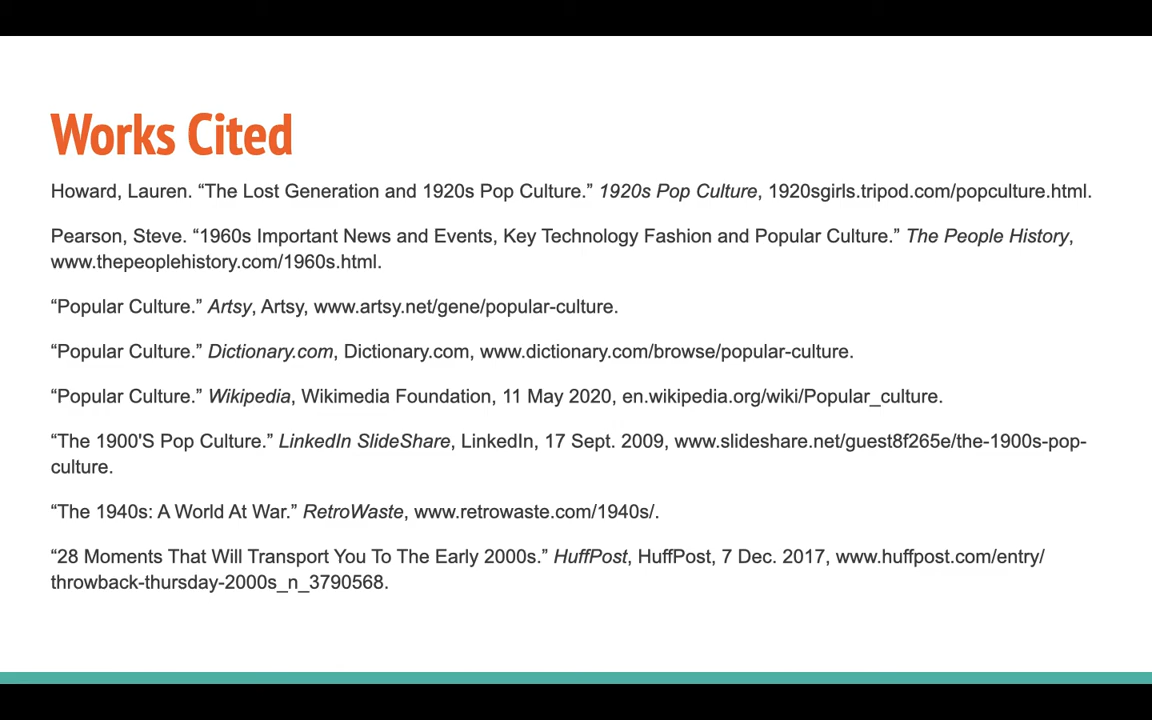 Works Cited
Howard, Lauren. “The Lost Generation and 1920s Pop Culture.” 1920s Pop Culture, 1920sgirls.tripod.com/popculture.html.
Pearson, Steve. “1960s Important News and Events, Key Technology Fashion and Popular Culture.” The People History,
www.thepeoplehistory.com/1960s.html.
“Popular Culture.” Artsy, Artsy, www.artsy.net/gene/popular-culture.
“Popular Culture.” Dictionary.com, Dictionary.com, www.dictionary.com/browse/popular-culture.
“Popular Culture.” Wikipedia, Wikimedia Foundation, 11 May 2020, en.wikipedia.org/wiki/Popular_culture.
“The 1900'S Pop Culture.” LinkedIn SlideShare, LinkedIn, 17 Sept. 2009, www.slideshare.net/guest8f265e/the-1900s-pop-
culture.
“The 1940s: A World At War.” RetroWaste, www.retrowaste.com/1940s/.
“28 Moments That Will Transport You To The Early 2000s.” HuffPost, HuffPost, 7 Dec. 2017, www.huffpost.com/entry/
throwback-thursday-2000s_n_3790568.